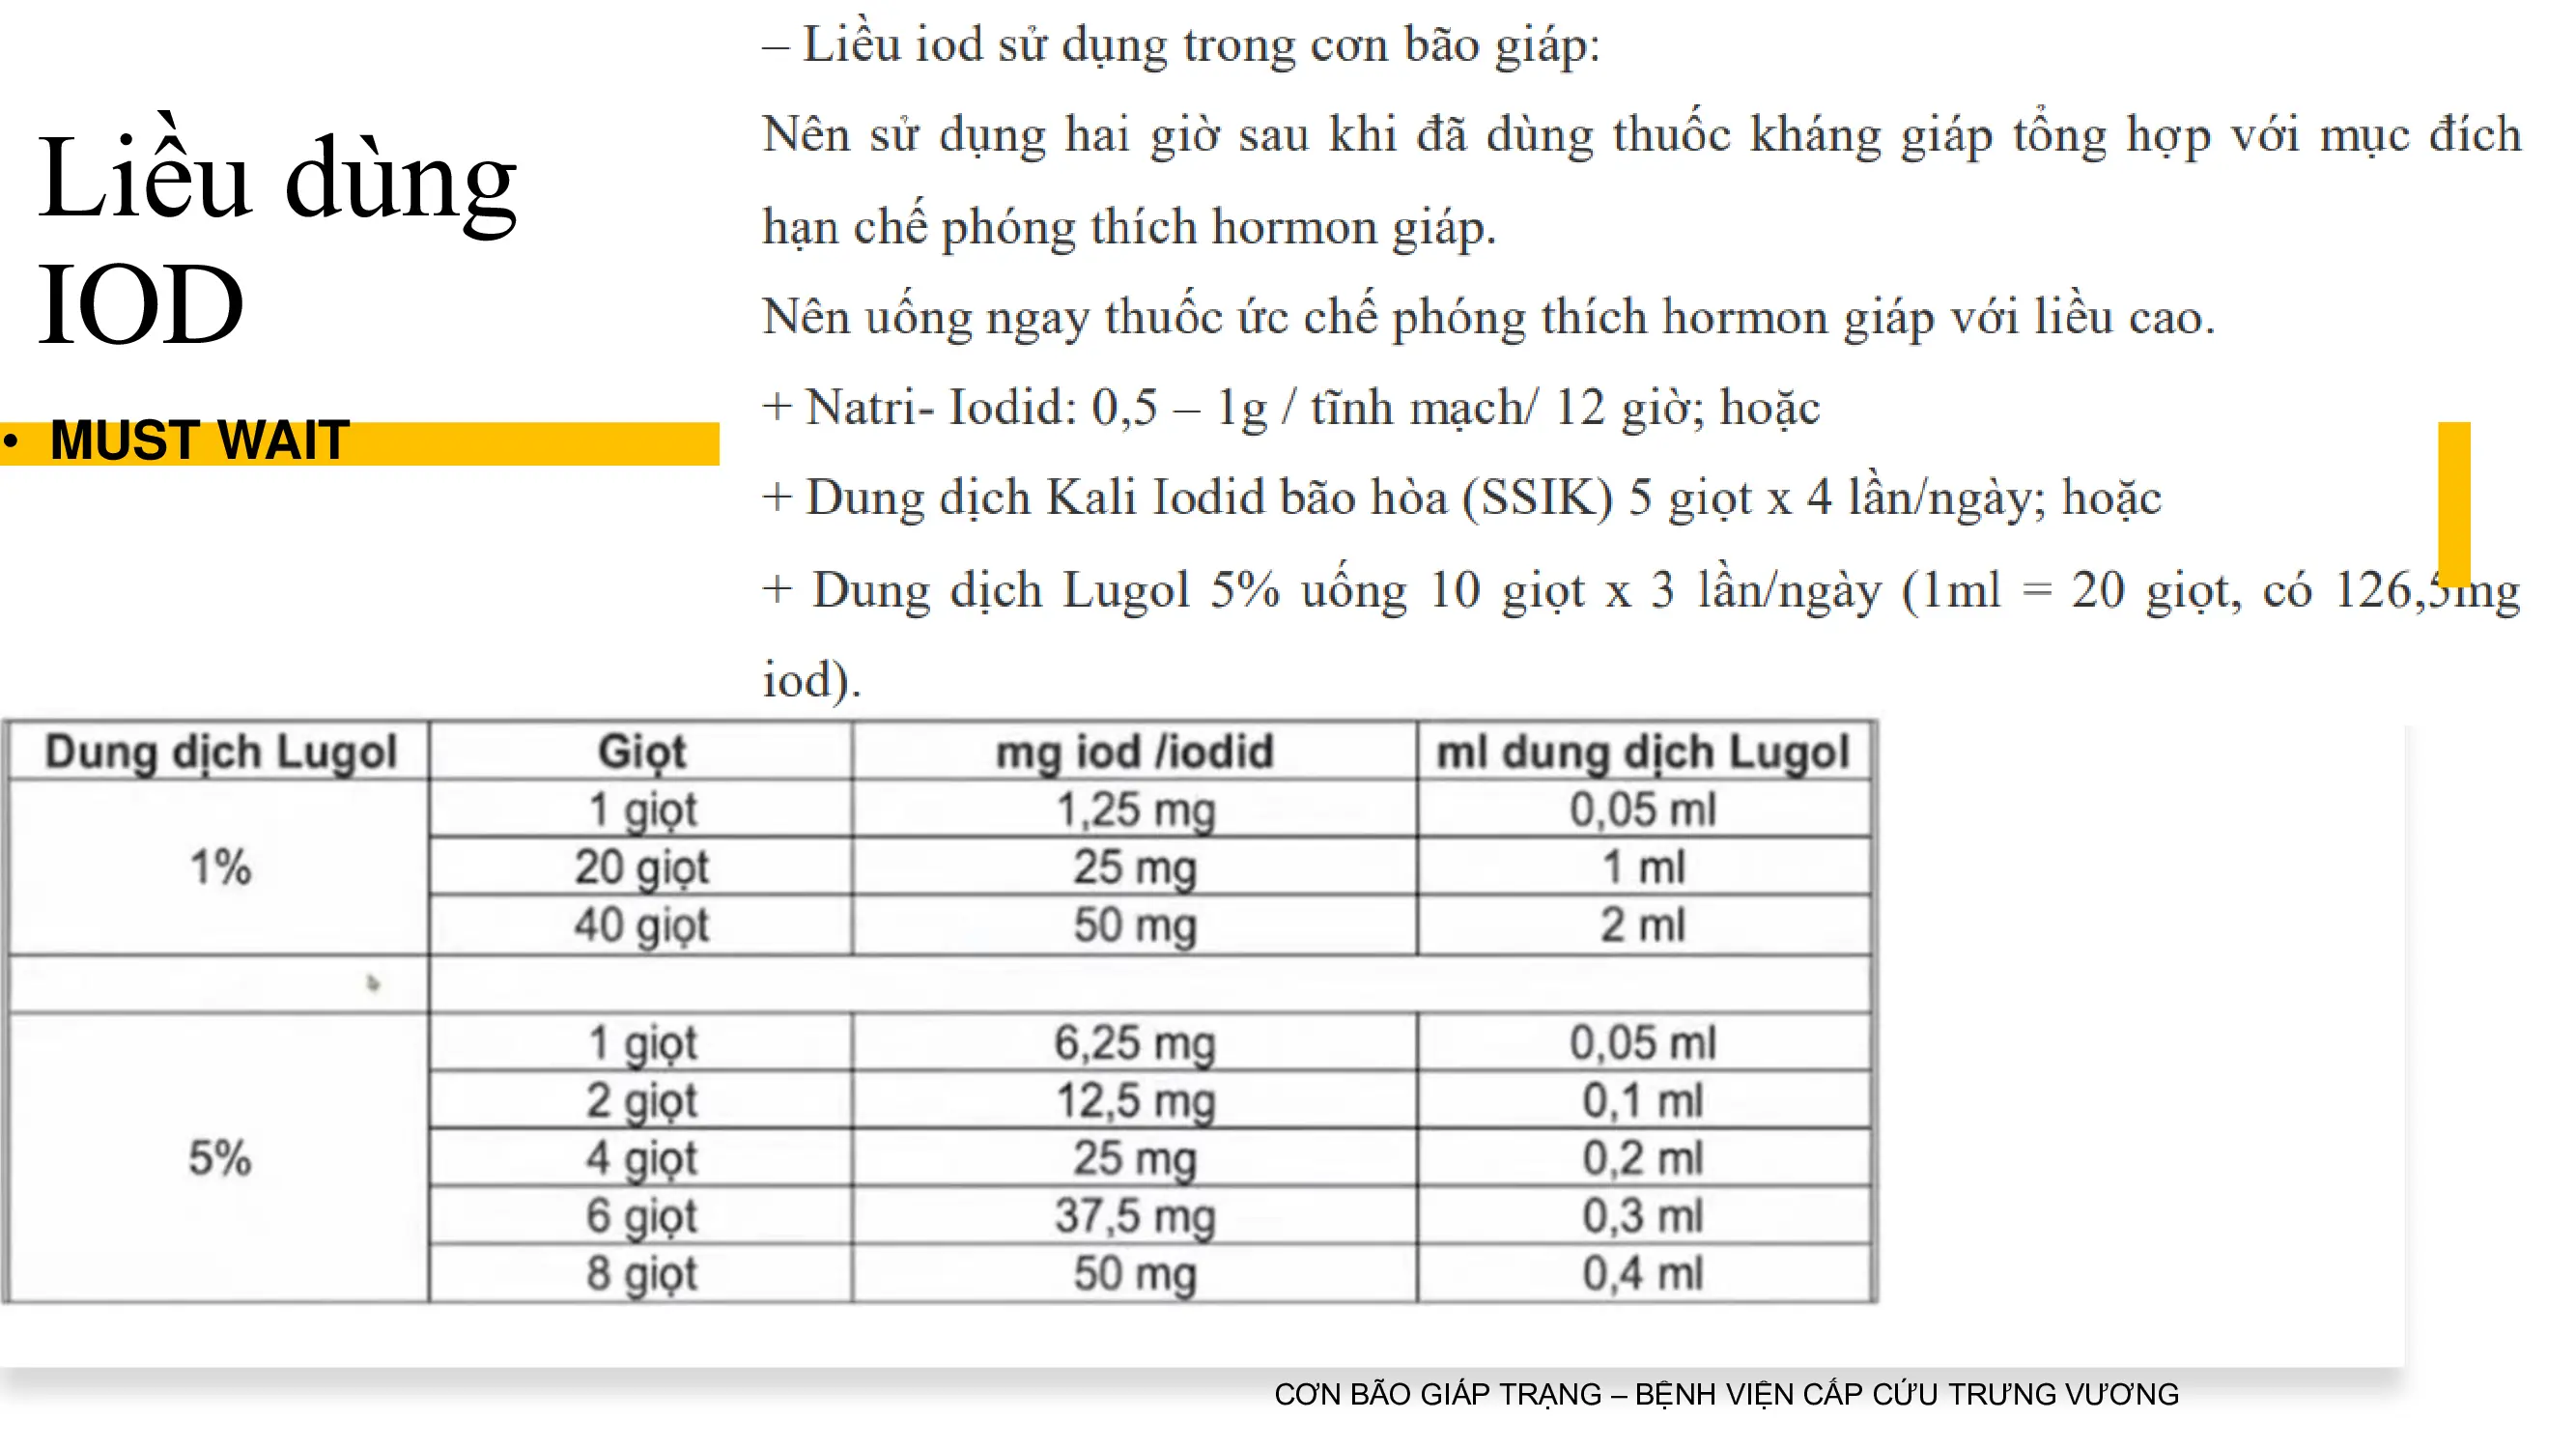 Liều dùng
IOD
• MUST WAIT
– Liều iod sử dụng trong cơn bão giáp:
Nên sử dụng hai giờ sau khi đã dùng thuốc kháng giáp tổng hợp với mục đích
hạn chế phóng thích hormon giáp.
Nên uống ngay thuốc ức chế phóng thích hormon giáp với liều cao.
+ Natri- Iodid: 0,5 – 1g / tĩnh mạch/ 12 giờ; hoặc
+ Dung dịch Kali Iodid bão hòa (SSIK) 5 giọt x 4 lần/ngày; hoặc
+ Dung dịch Lugol 5% uống 10 giọt x 3 lần/ngày (1ml = 20 giọt, có 126,5mg
iod).
Dung dịch Lugol Giọt mg iod /iodid ml dung dịch Lugol
1%
1 giọt 1,25 mg 0,05 ml
20 giọt 25 mg 1 ml
40 giọt 50 mg 2 ml
5%
1 giọt 6,25 mg 0,05 ml
2 giọt 12,5 mg 0,1 ml
4 giọt 25 mg 0,2 ml
6 giọt 37,5 mg 0,3 ml
8 giọt 50 mg 0,4 ml
CƠN BÃO GIÁP TRẠNG – BỆNH VIỆN CẤP CỨU TRƯNG VƯƠNG